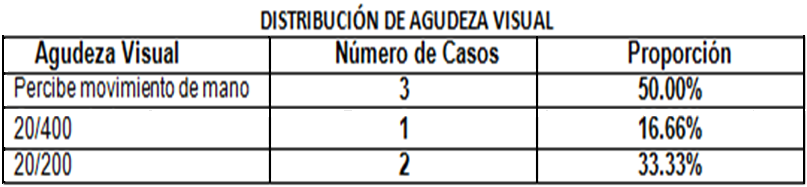 DISTRIBUCIÓN DE AGUDEZA VISUAL
Agudeza Visual Número de Casos Proporción
Percibe movimiento de mano 3 50.00%
20/400 1 16.66%
20/200 2 33.33%